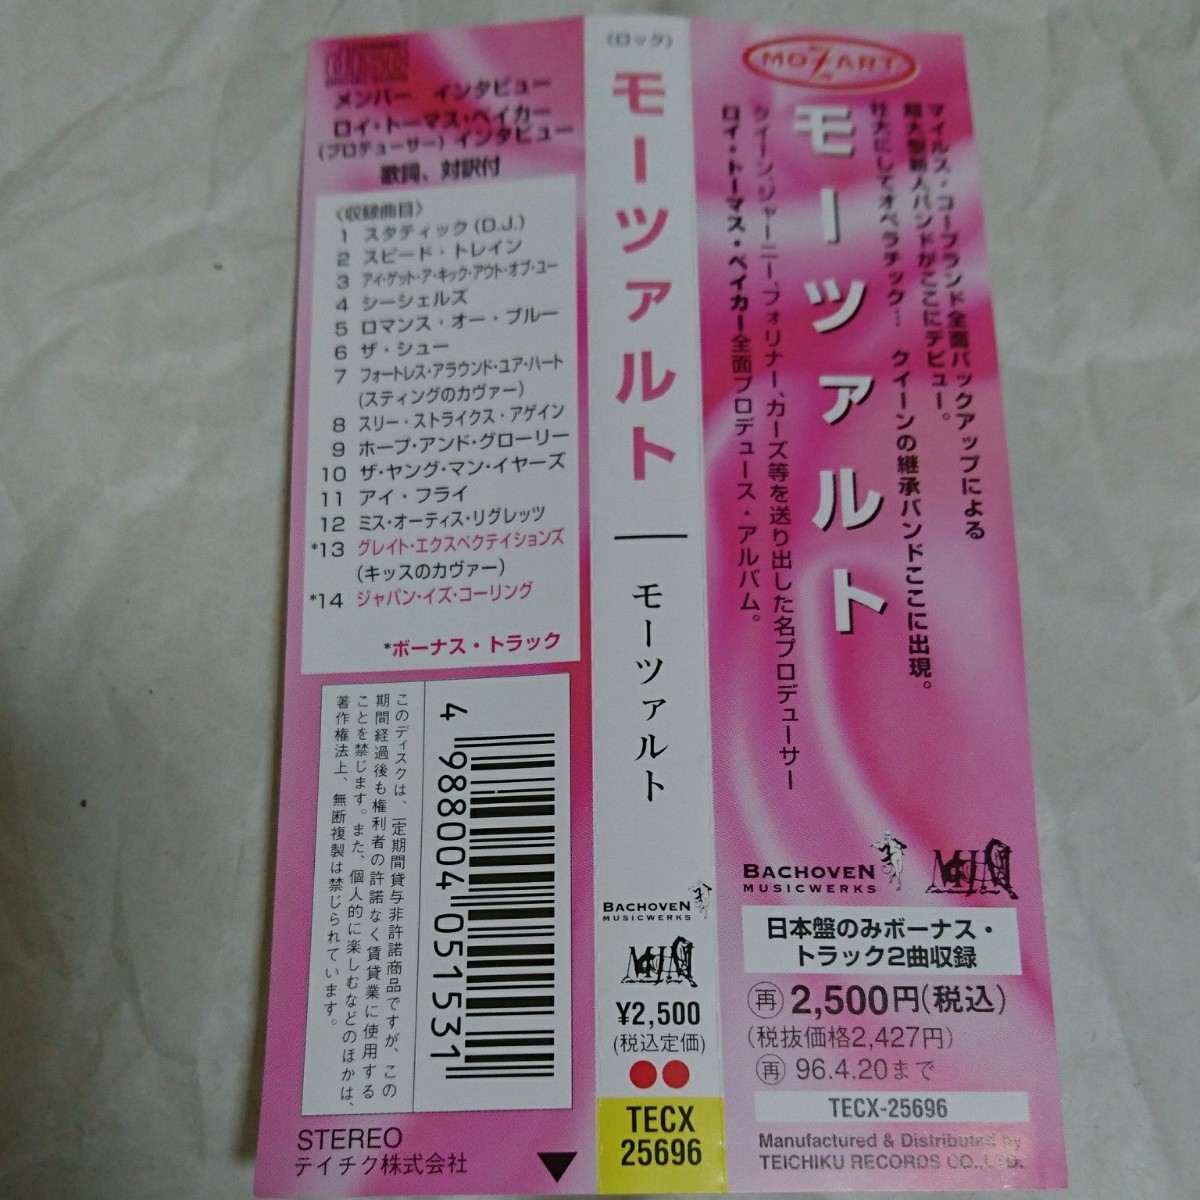 メンバー インタビュー
ロイ・トーマス・ベイカー
(プロデューサー)インタビュー
歌詞、対訳付
〈収録曲目〉
1 スタティック(D.J.)
2 スピード・トレイン
3 アイ・ゲット・ア・キック・アウト・オブ・ユー
4 シーシェルズ
5 ロマンス・オー・ブルー
6 ザ・シュー
7 フォートレス・アラウンド・ユア・ハート
(スティングのカヴァー)
8 スリー・ストライクス・アゲイン
9 ホープ・アンド・グローリー
10 ザ・ヤング・マン・イヤーズ
11 アイ・フライ
12 ミス・オーティス・リグレッツ
*13 グレイト・エクスペクテイションズ
(キッスのカヴァー)
*14 ジャパン・イズ・コーリング
*ボーナス・トラック
このディスクは、一定期間貸与非許諾商品ですが、この
期間経過後も権利者の許諾なく賃貸業に使用する
ことを禁じます。また、個人的に楽しむなどのほかは、
著作権法上、無断複製は禁じられています。
4 988004 051531
STEREO
テイチク株式会社
〈ロック〉
モーツァルト
モーツァルト
BACHOVEN
MUSICWERKS
¥2,500
(税込定価)
TECX
25696
MOZART
マイルス・コープランド全面バックアップによる
超大型新人バンドがここにデビュー。
壮大にしてオペラチック… クイーンの継承バンドここに出現。
モーツァルト
クイーン、ジャーニー、フォリナー、カーズ等を送り出した名プロデューサー
ロイ・トーマス・ベイカー全面プロデュース・アルバム。
BACHOVEN
MUSICWERKS
日本盤のみボーナス・
トラック2曲収録
再 2,500円(税込)
(税抜価格2,427円)
再 96.4.20まで
TECX-25696
Manufactured & Distributed by
TEICHIKU RECORDS CO.,LTD.